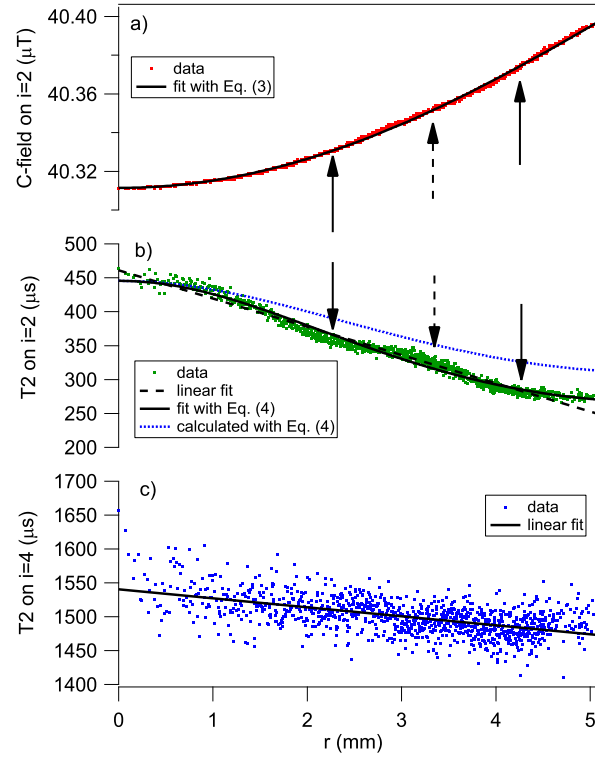 a)
C-field on i=2 (μT)
40.40
40.36
40.32
data
fit with Eq. (3)
b)
T2 on i=2 (μs)
500
450
400
350
300
250
200
data
linear fit
fit with Eq. (4)
calculated with Eq. (4)
c)
T2 on i=4 (μs)
1700
1650
1600
1550
1500
1450
1400
data
linear fit
0
1
2
3
4
5
r (mm)